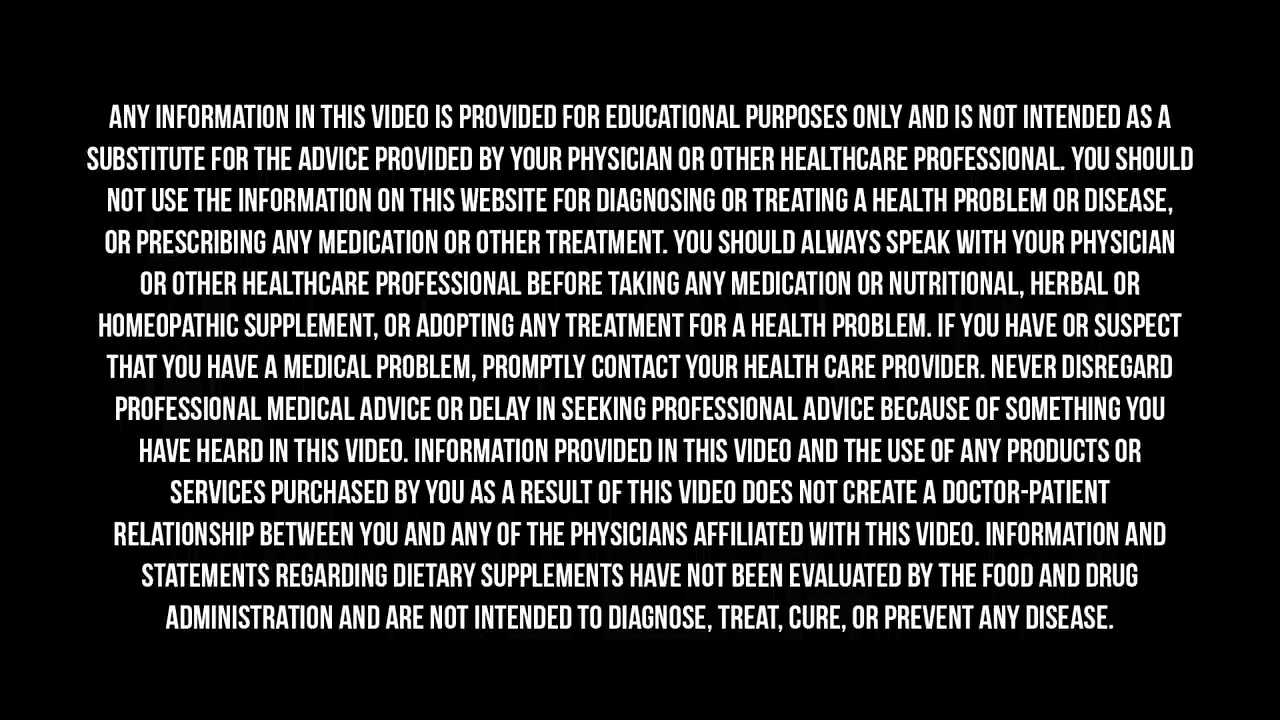 ANY INFORMATION IN THIS VIDEO IS PROVIDED FOR EDUCATIONAL PURPOSES ONLY AND IS NOT INTENDED AS A
SUBSTITUTE FOR THE ADVICE PROVIDED BY YOUR PHYSICIAN OR OTHER HEALTHCARE PROFESSIONAL. YOU SHOULD
NOT USE THE INFORMATION ON THIS WEBSITE FOR DIAGNOSING OR TREATING A HEALTH PROBLEM OR DISEASE,
OR PRESCRIBING ANY MEDICATION OR OTHER TREATMENT. YOU SHOULD ALWAYS SPEAK WITH YOUR PHYSICIAN
OR OTHER HEALTHCARE PROFESSIONAL BEFORE TAKING ANY MEDICATION OR NUTRITIONAL, HERBAL OR
HOMEOPATHIC SUPPLEMENT, OR ADOPTING ANY TREATMENT FOR A HEALTH PROBLEM. IF YOU HAVE OR SUSPECT
THAT YOU HAVE A MEDICAL PROBLEM, PROMPTLY CONTACT YOUR HEALTH CARE PROVIDER. NEVER DISREGARD
PROFESSIONAL MEDICAL ADVICE OR DELAY IN SEEKING PROFESSIONAL ADVICE BECAUSE OF SOMETHING YOU
HAVE HEARD IN THIS VIDEO. INFORMATION PROVIDED IN THIS VIDEO AND THE USE OF ANY PRODUCTS OR
SERVICES PURCHASED BY YOU AS A RESULT OF THIS VIDEO DOES NOT CREATE A DOCTOR-PATIENT
RELATIONSHIP BETWEEN YOU AND ANY OF THE PHYSICIANS AFFILIATED WITH THIS VIDEO. INFORMATION AND
STATEMENTS REGARDING DIETARY SUPPLEMENTS HAVE NOT BEEN EVALUATED BY THE FOOD AND DRUG
ADMINISTRATION AND ARE NOT INTENDED TO DIAGNOSE, TREAT, CURE, OR PREVENT ANY DISEASE.